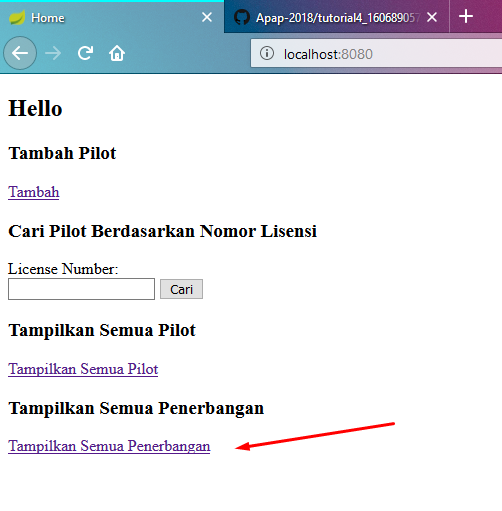 Home
Apap-2018/tutorial4_160689057
localhost:8080
Hello
Tambah Pilot
Tambah
Cari Pilot Berdasarkan Nomor Lisensi
License Number:
Cari
Tampilkan Semua Pilot
Tampilkan Semua Pilot
Tampilkan Semua Penerbangan
Tampilkan Semua Penerbangan